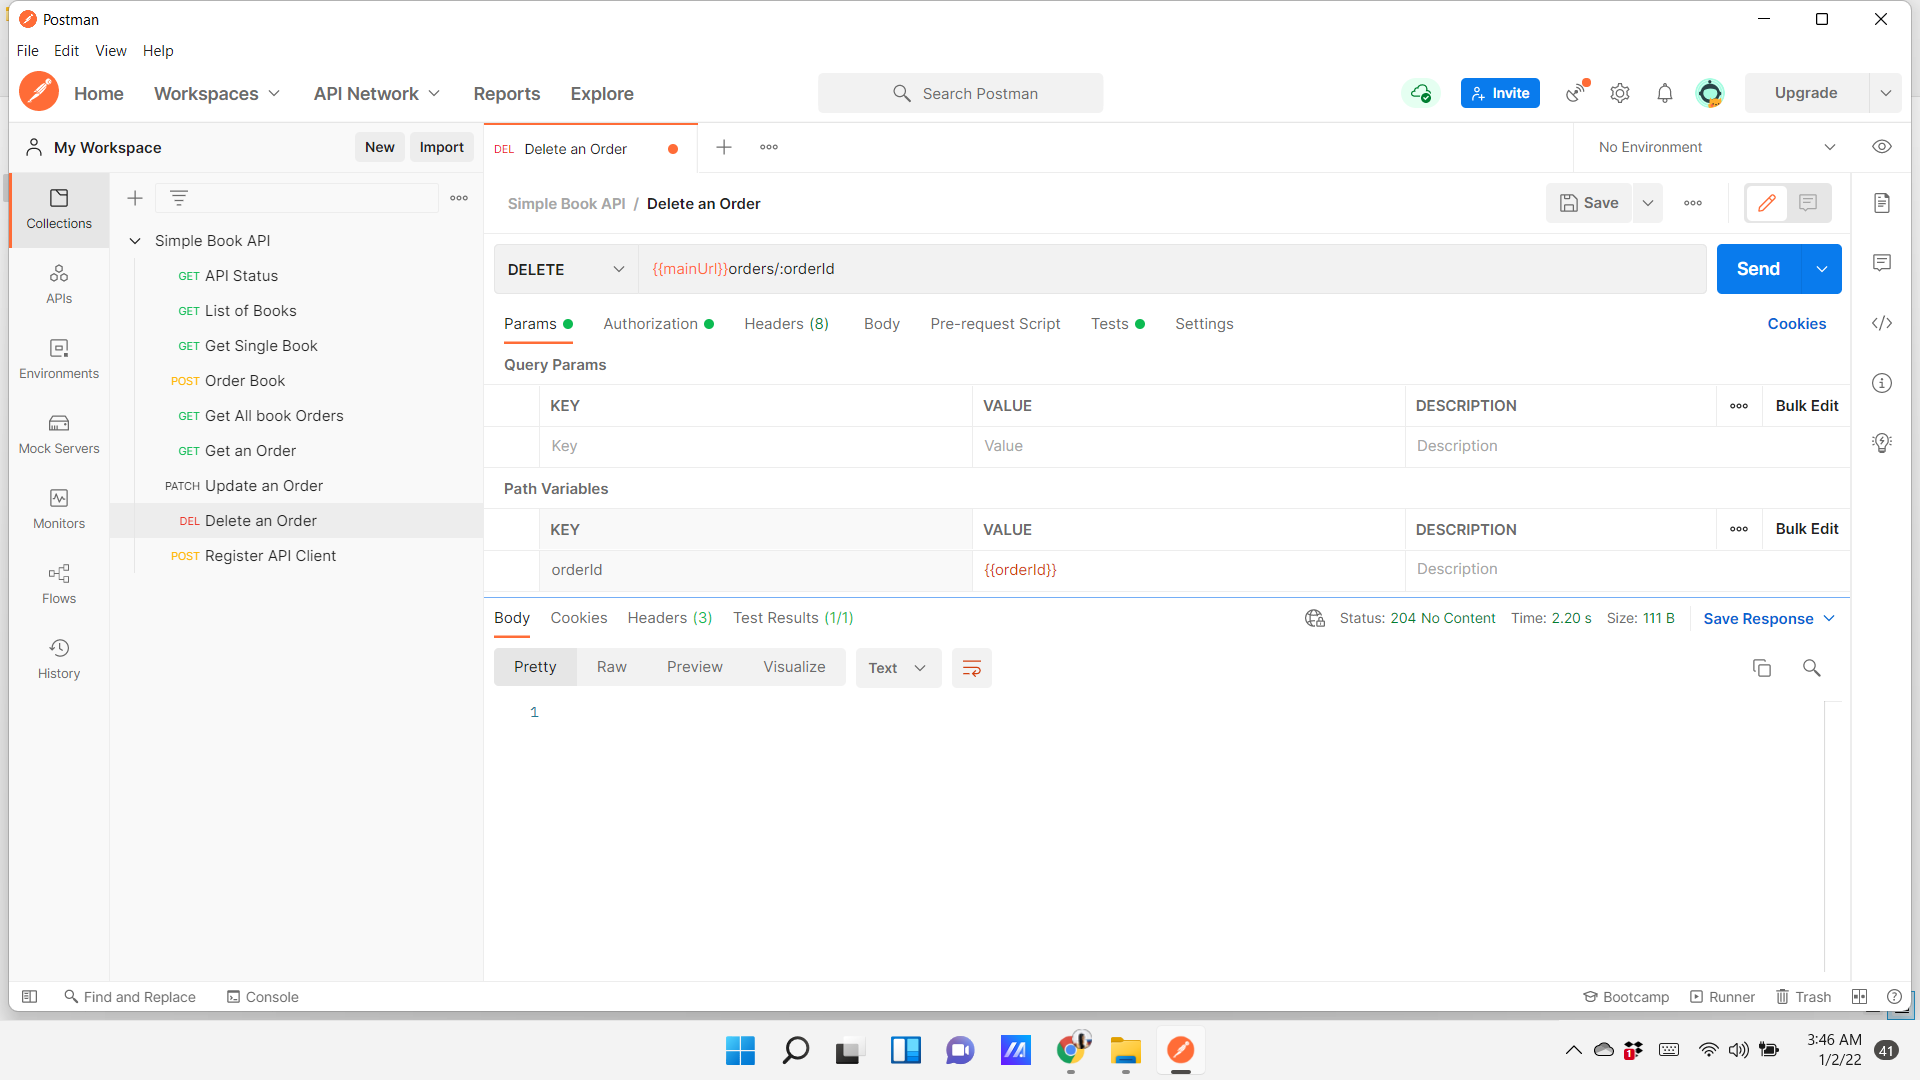 Postman
File Edit View Help
Home Workspaces API Network Reports Explore Search Postman Invite Upgrade
My Workspace New Import DEL Delete an Order No Environment
Simple Book API / Delete an Order Save
Collections
APIs
Environments
Mock Servers
Monitors
Flows
History
Simple Book API
GET API Status
GET List of Books
GET Get Single Book
POST Order Book
GET Get All book Orders
GET Get an Order
PATCH Update an Order
DEL Delete an Order
POST Register API Client
DELETE {{mainUrl}}orders/:orderId Send
Params Authorization Headers (8) Body Pre-request Script Tests Settings Cookies
Query Params
KEY VALUE DESCRIPTION Bulk Edit
Key Value Description
Path Variables
KEY VALUE DESCRIPTION Bulk Edit
orderId {{orderId}} Description
Body Cookies Headers (3) Test Results (1/1) Status: 204 No Content Time: 2.20 s Size: 111 B Save Response
Pretty Raw Preview Visualize Text
1
Find and Replace Console Bootcamp Runner Trash
1 3:46 AM 41
1/2/22